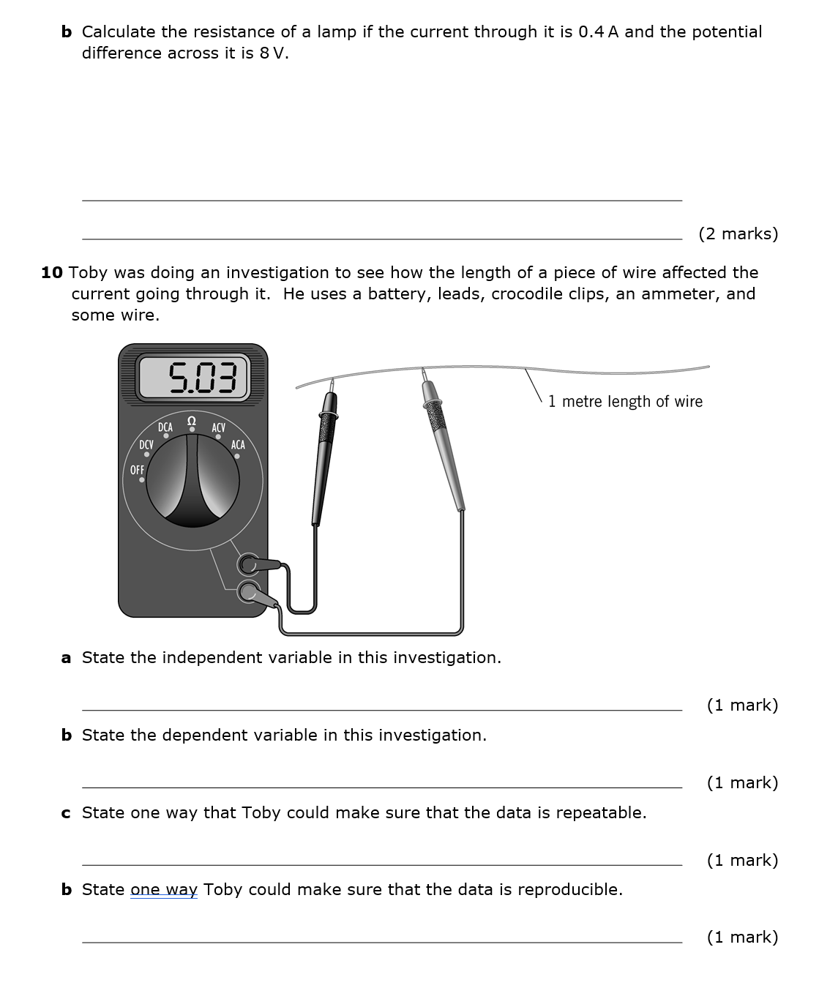 b Calculate the resistance of a lamp if the current through it is 0.4 A and the potential
difference across it is 8 V.
(2 marks)
10 Toby was doing an investigation to see how the length of a piece of wire affected the
current going through it. He uses a battery, leads, crocodile clips, an ammeter, and
some wire.
5.03
1 metre length of wire
Ω
DCA
ACV
DCV
ACA
OFF
a State the independent variable in this investigation.
(1 mark)
b State the dependent variable in this investigation.
(1 mark)
c State one way that Toby could make sure that the data is repeatable.
(1 mark)
b State one way Toby could make sure that the data is reproducible.
(1 mark)